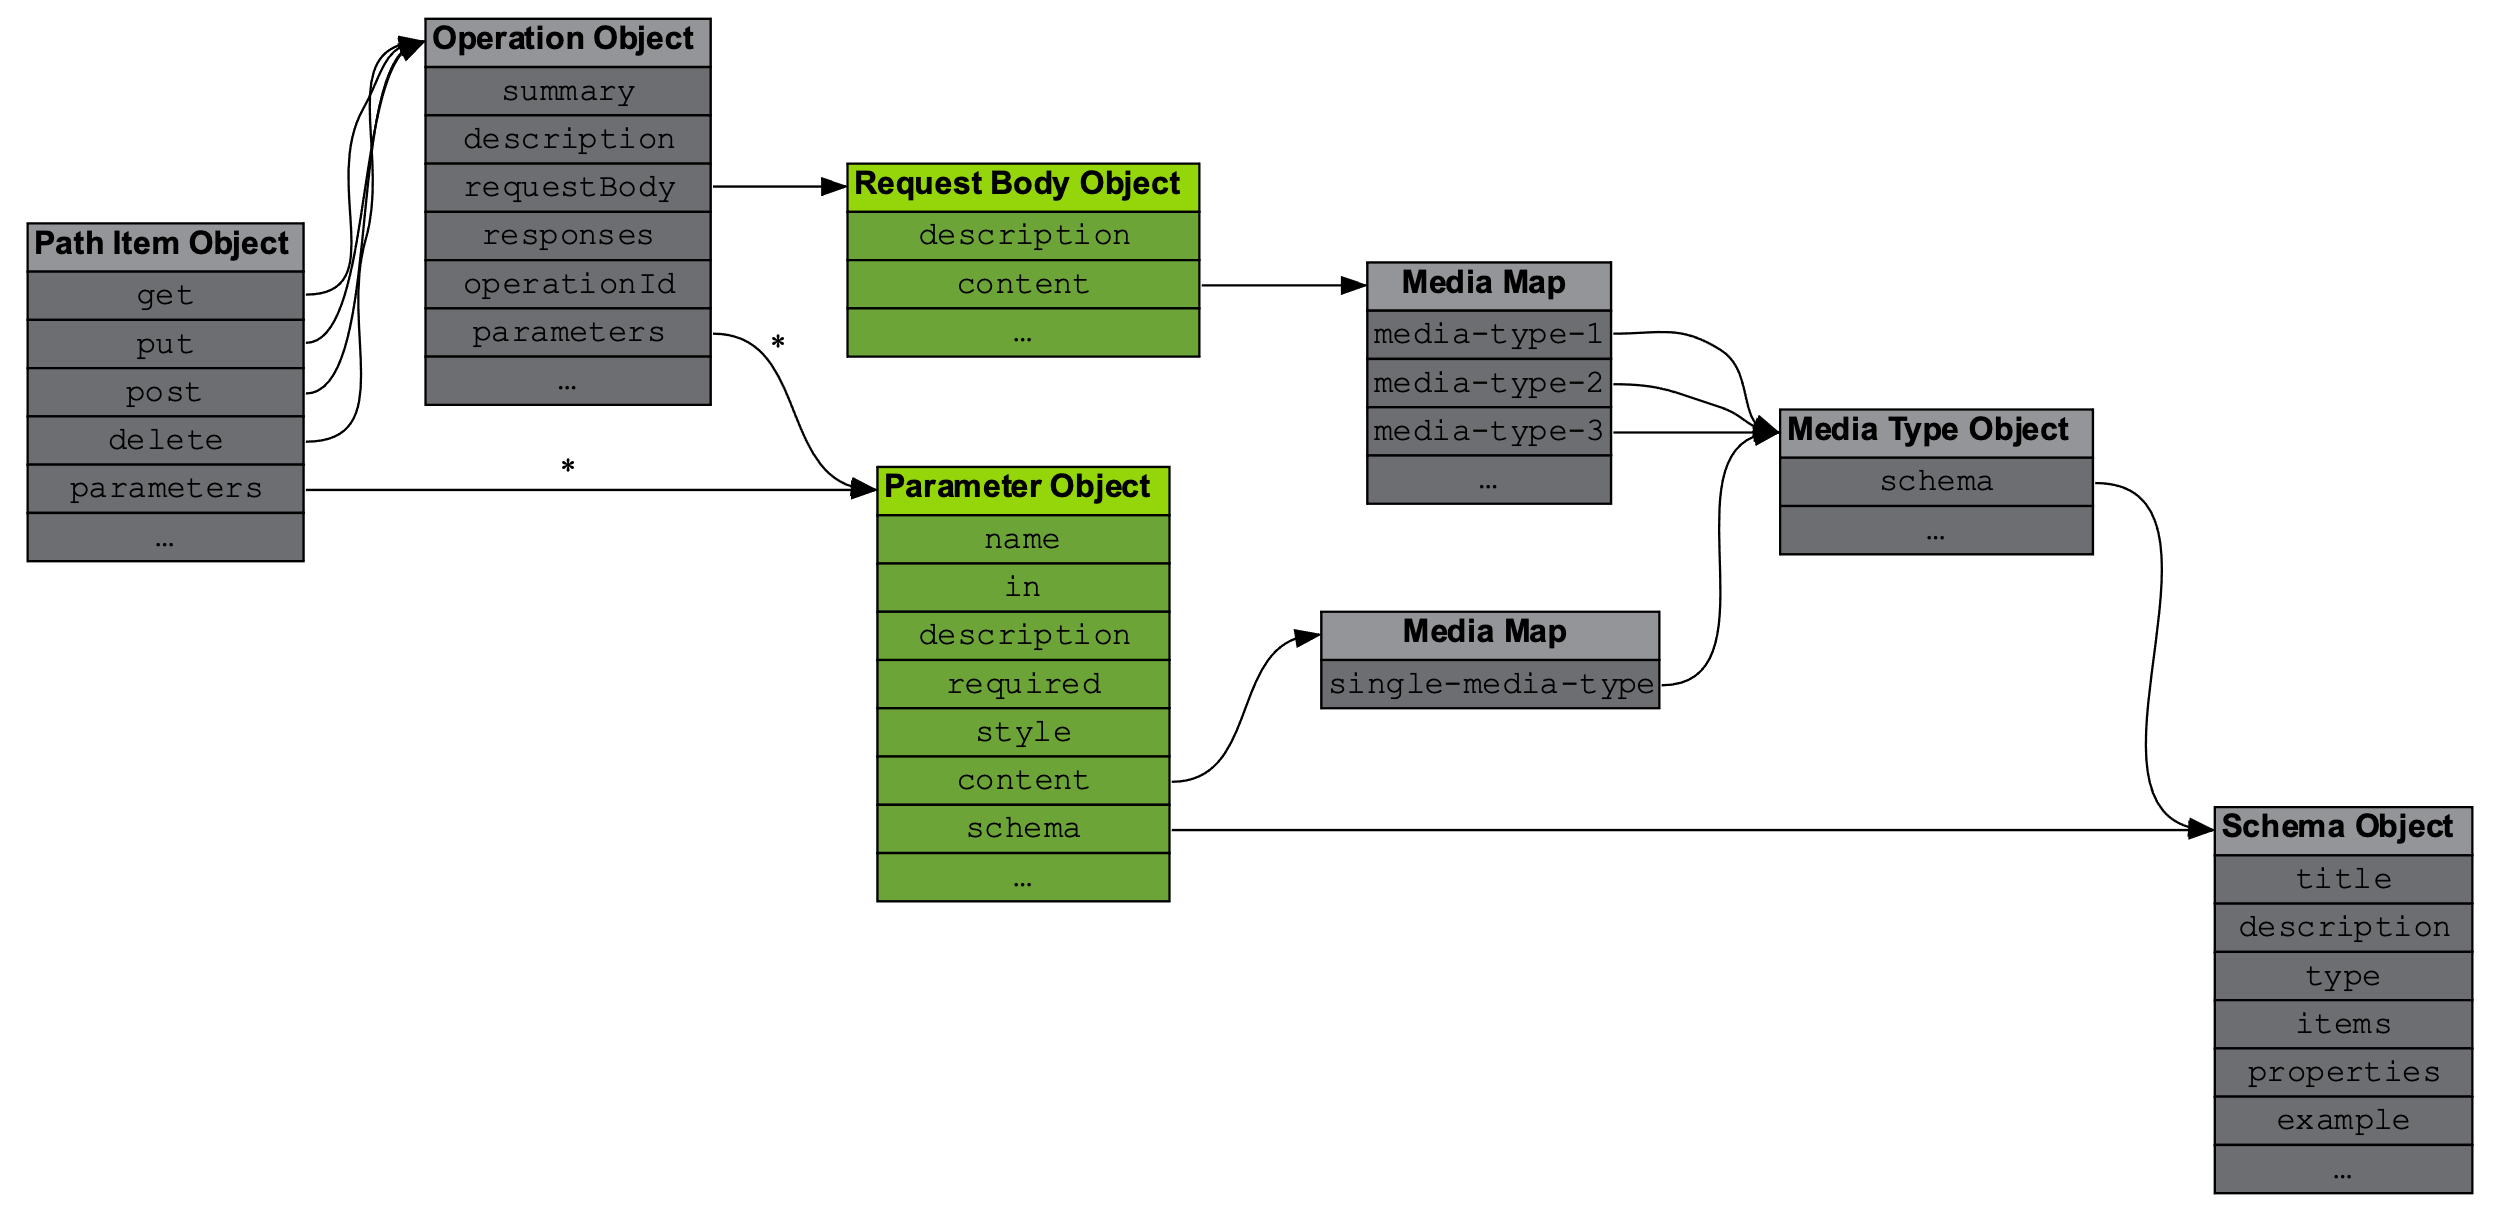 Path Item Object
get
put
post
delete
parameters
…
*
Operation Object
summary
description
requestBody
responses
operationId
parameters
…
*
Request Body Object
description
content
…
Parameter Object
name
in
description
required
style
content
schema
…
Media Map
media-type-1
media-type-2
media-type-3
…
Media Map
single-media-type
Media Type Object
schema
…
Schema Object
title
description
type
items
properties
example
…